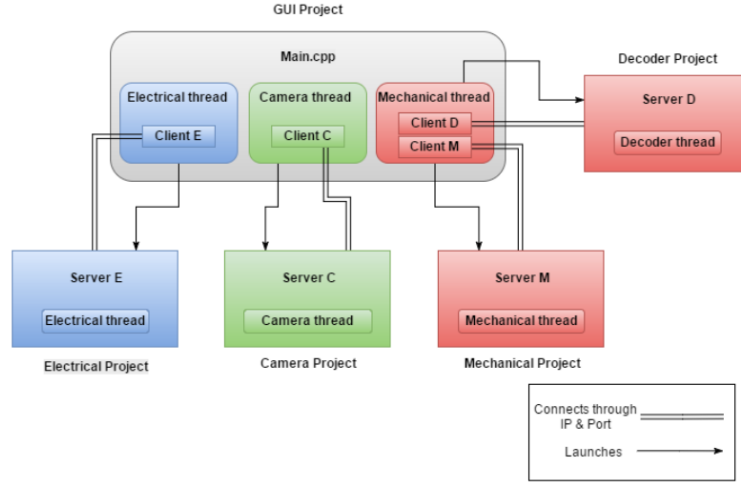 GUI Project
Main.cpp
Decoder Project
Electrical thread
Camera thread
Mechanical thread
Server D
Client E
Client C
Client D
Client M
Decoder thread
Server E
Server C
Server M
Electrical thread
Camera thread
Mechanical thread
Electrical Project
Camera Project
Mechanical Project
Connects through
IP & Port
Launches